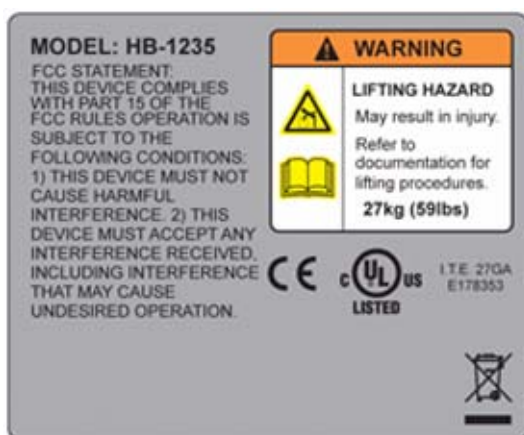 MODEL: HB-1235
FCC STATEMENT:
THIS DEVICE COMPLIES
WITH PART 15 OF THE
FCC RULES OPERATION IS
SUBJECT TO THE
FOLLOWING CONDITIONS:
1) THIS DEVICE MUST NOT
CAUSE HARMFUL
INTERFERENCE. 2) THIS
DEVICE MUST ACCEPT ANY
INTERFERENCE RECEIVED,
INCLUDING INTERFERENCE
THAT MAY CAUSE
UNDESIRED OPERATION.
WARNING
LIFTING HAZARD
May result in injury.
Refer to
documentation for
lifting procedures.
27kg (59lbs)
CE
C UL US
LISTED
I.T.E. 27GA
E178353